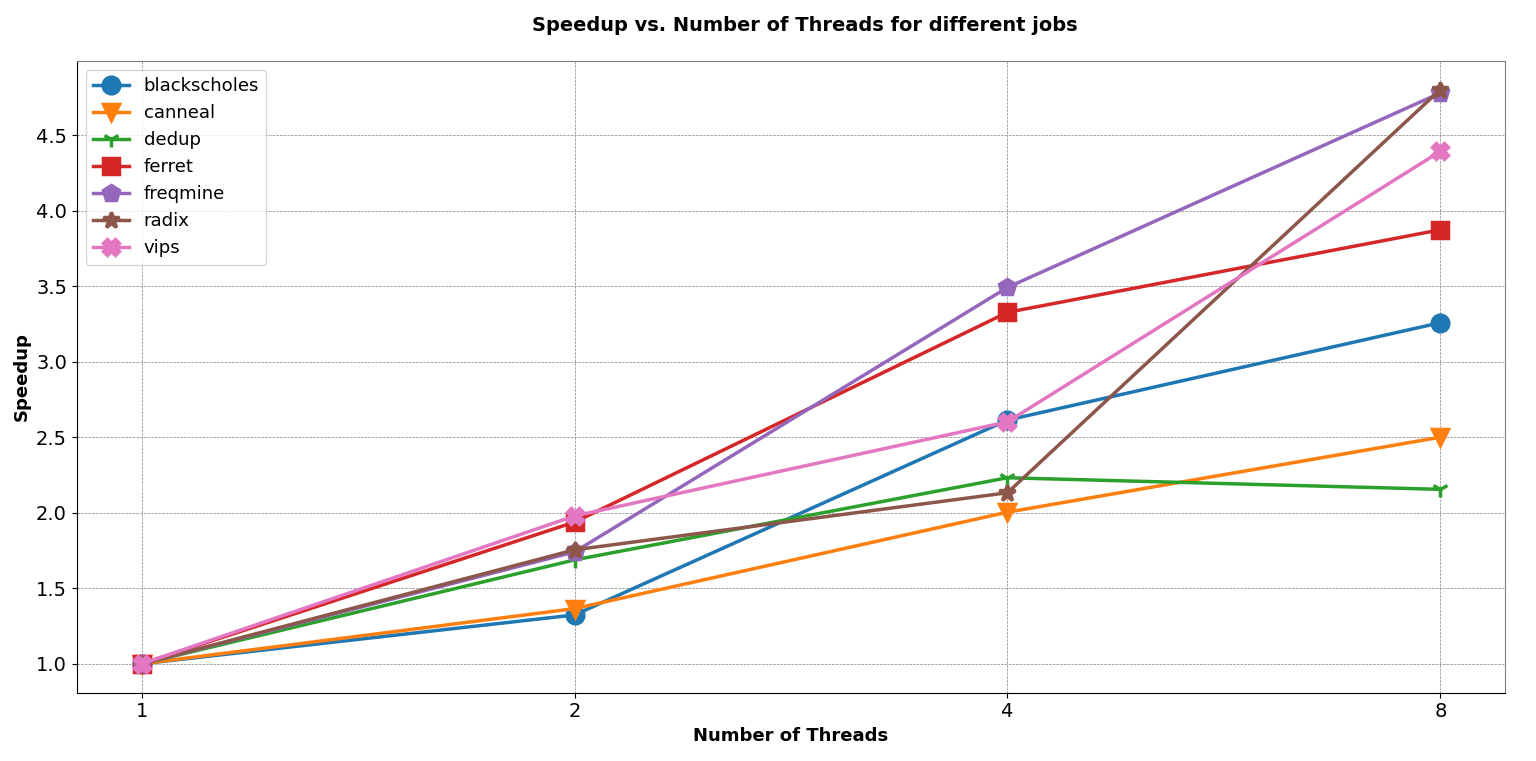 Speedup vs. Number of Threads for different jobs
blackscholes
canneal
dedup
ferret
freqmine
radix
vips
4.5
4.0
3.5
3.0
2.5
2.0
1.5
1.0
Speedup
1 2 4 8
Number of Threads